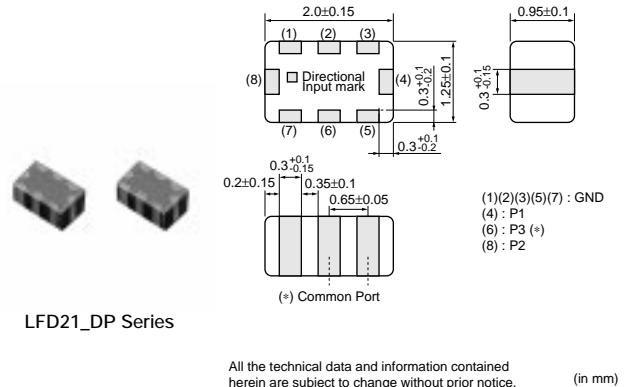 2.0±0.15
0.95±0.1
(1) (2) (3)
(8) Directional Input mark (4)
(7) (6) (5)
0.3 +0.1 -0.2
1.25±0.1
0.3 +0.1 -0.15
0.3 +0.1 -0.2
0.3 +0.1 -0.15
0.2±0.15 0.35±0.1
0.65±0.05
(*) Common Port
(1)(2)(3)(5)(7) : GND
(4) : P1
(6) : P3 (*)
(8) : P2
LFD21_DP Series
All the technical data and information contained
herein are subject to change without prior notice.
(in mm)